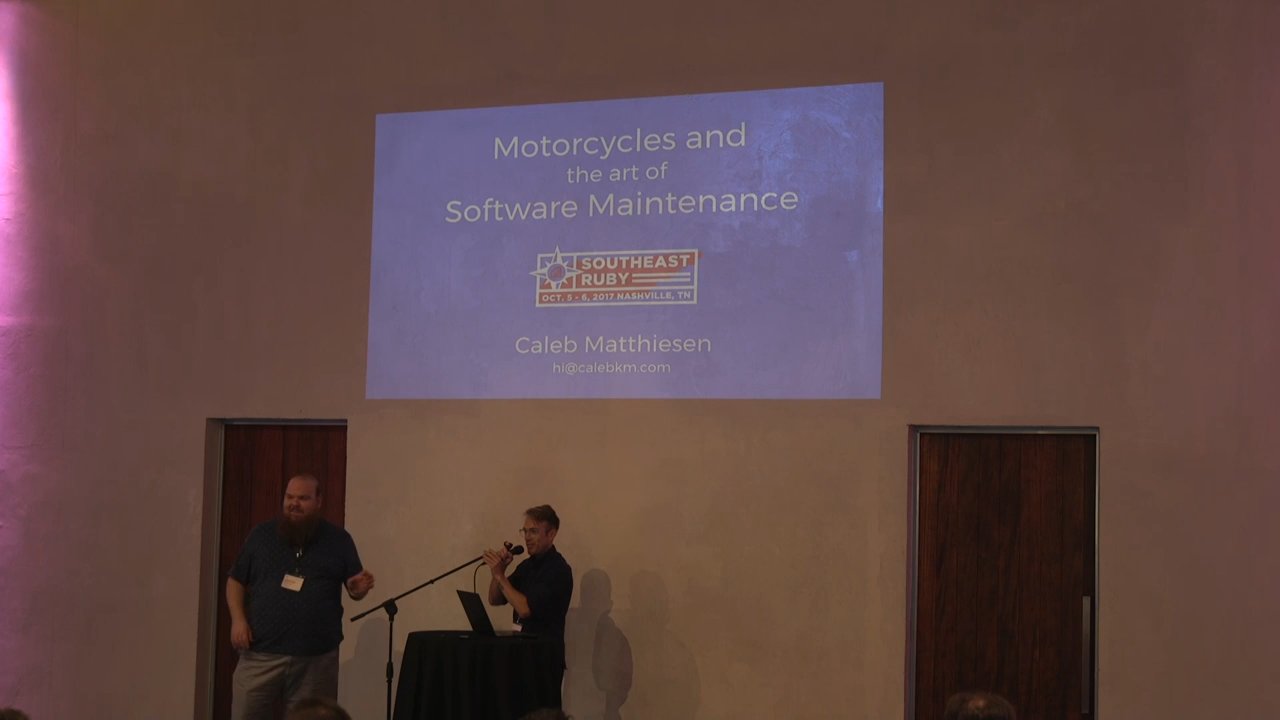 Motorcycles and
the art of
Software Maintenance
SOUTHEAST
RUBY
OCT. 5 - 6, 2017 NASHVILLE, TN
Caleb Matthiesen
hi@calebkm.com